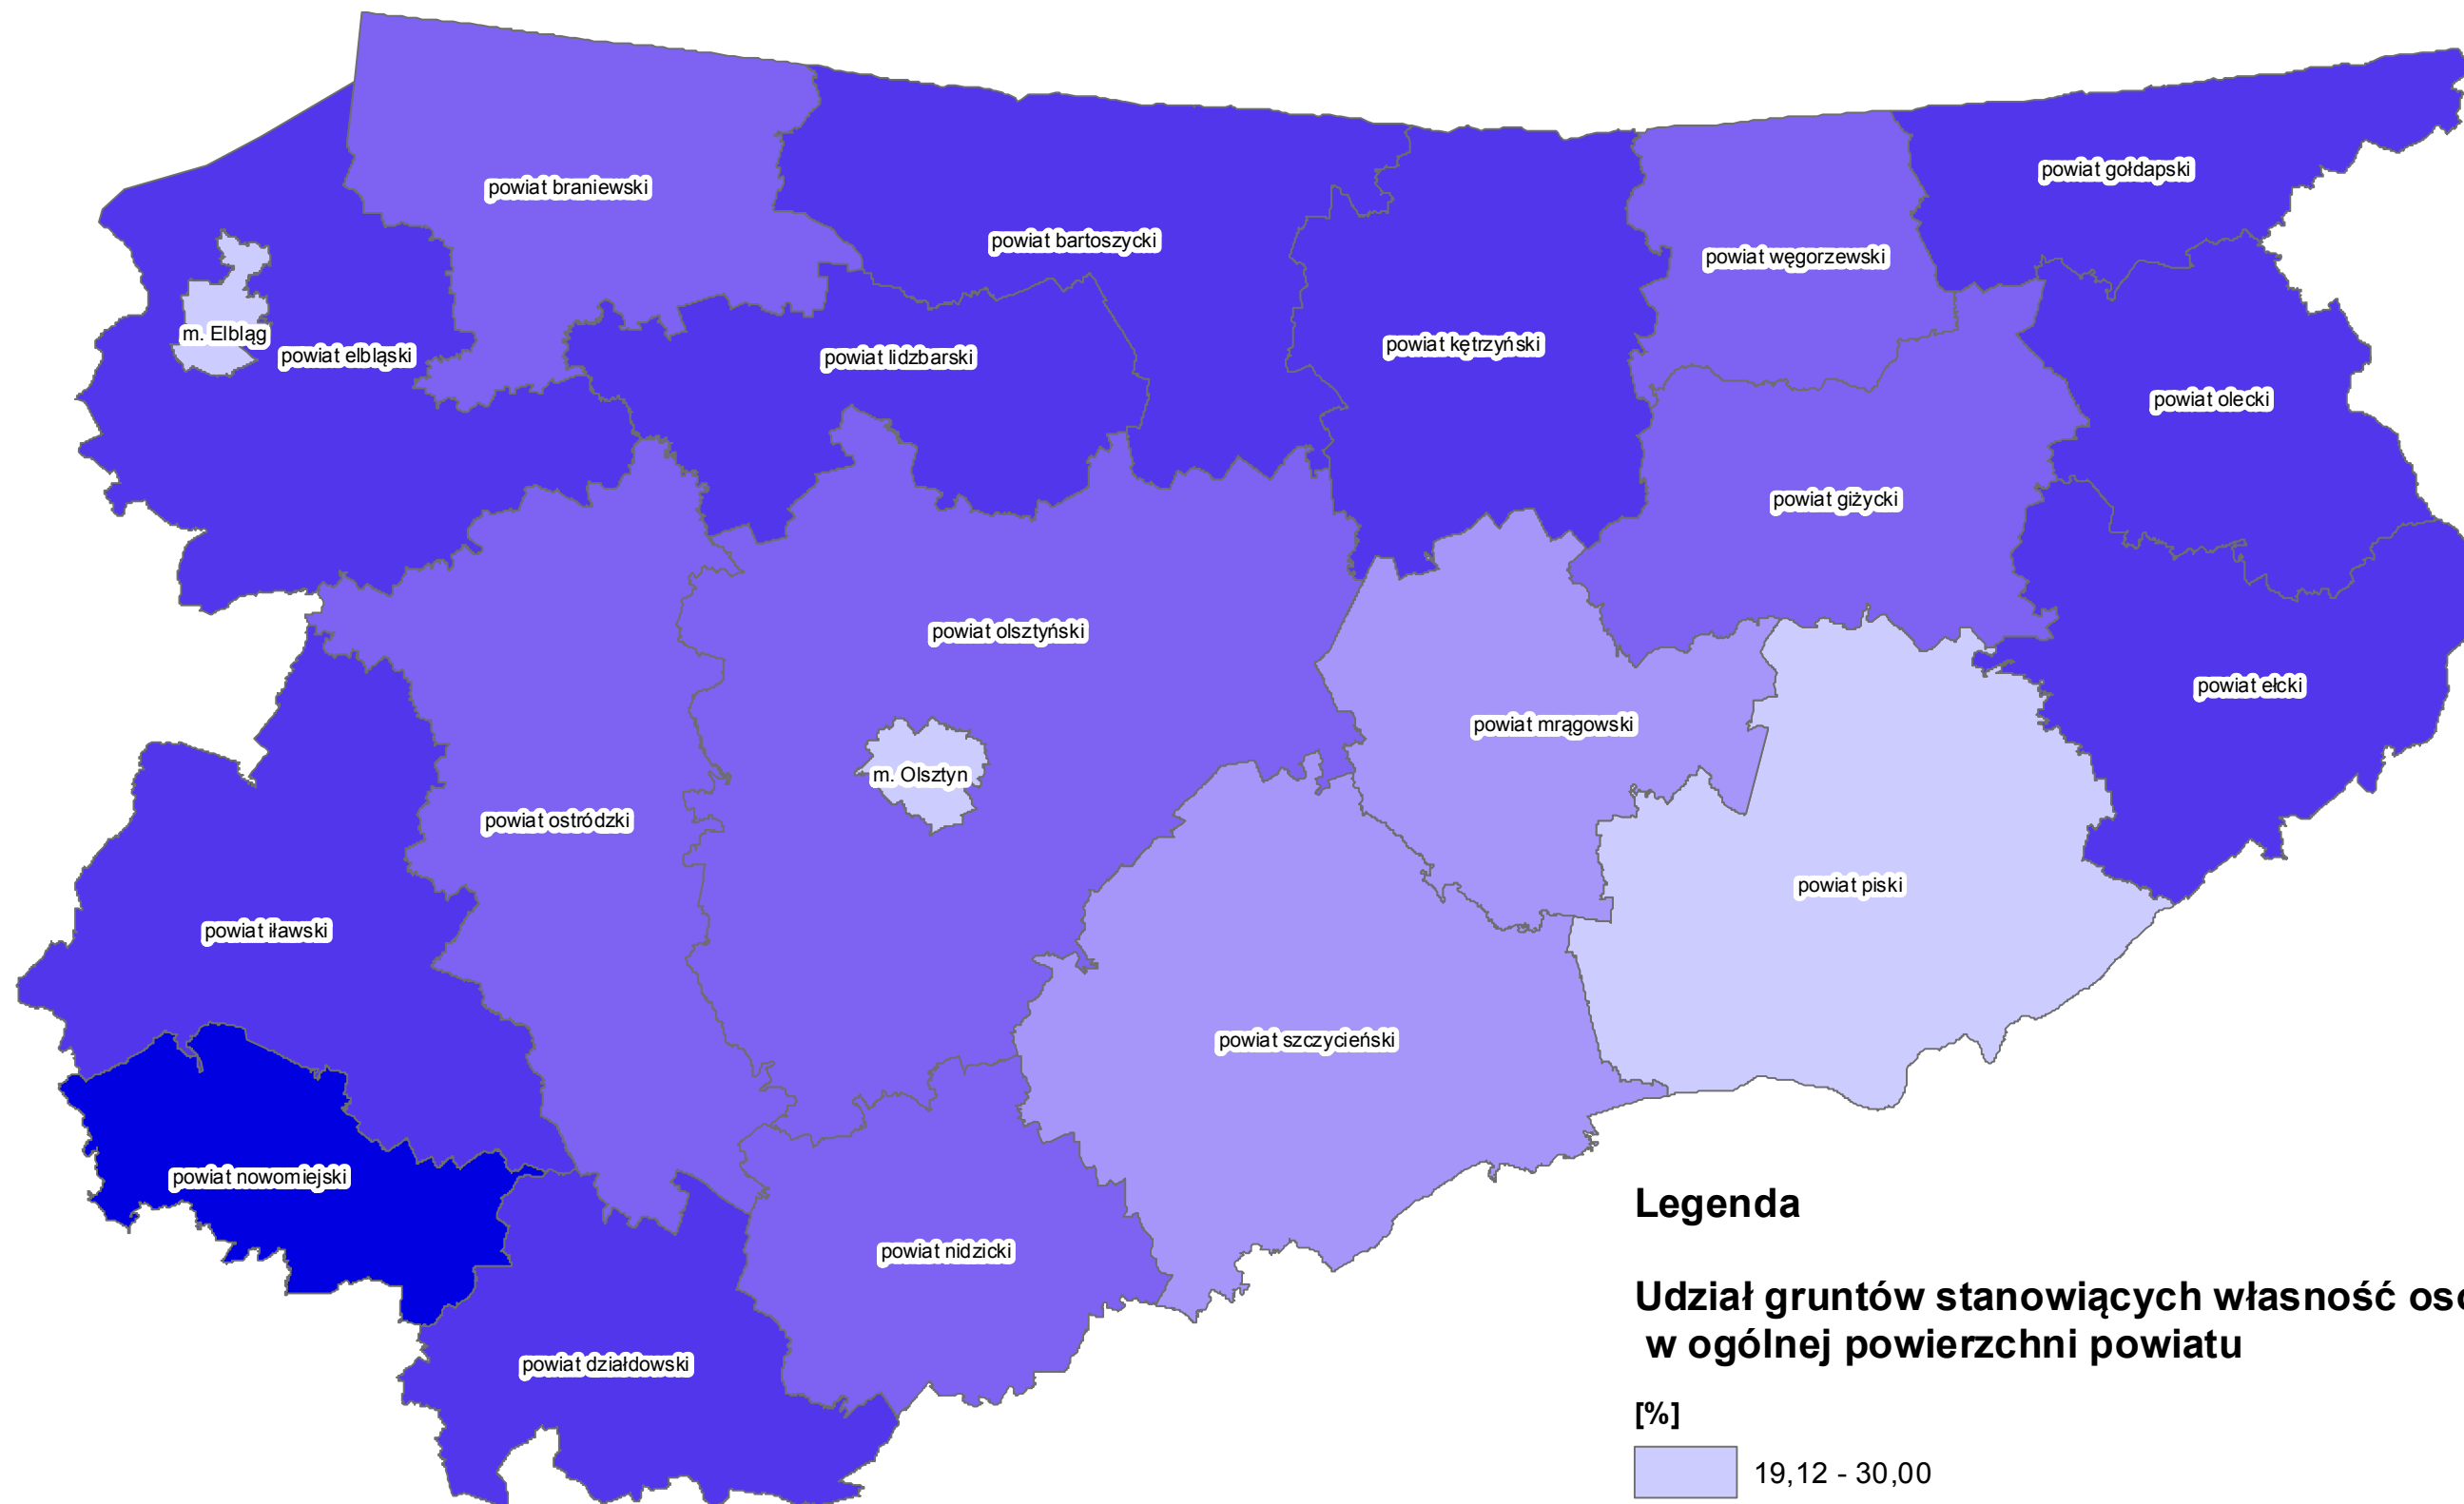 powiat gołdapski
powiat braniewski
powiat bartoszycki
powiat węgorzewski
m. Elbląg
powiat elbląski
powiat lidzbarski
powiat kętrzyński
powiat olecki
powiat giżycki
powiat olsztyński
powiat ełcki
powiat mrągowski
m. Olsztyn
powiat ostródzki
powiat piski
powiat iławski
powiat szczycieński
powiat nowomiejski
powiat nidzicki
powiat działdowski
Legenda
Udział gruntów stanowiących własność
w ogólnej powierzchni powiatu
[%]
19,12 - 30,00